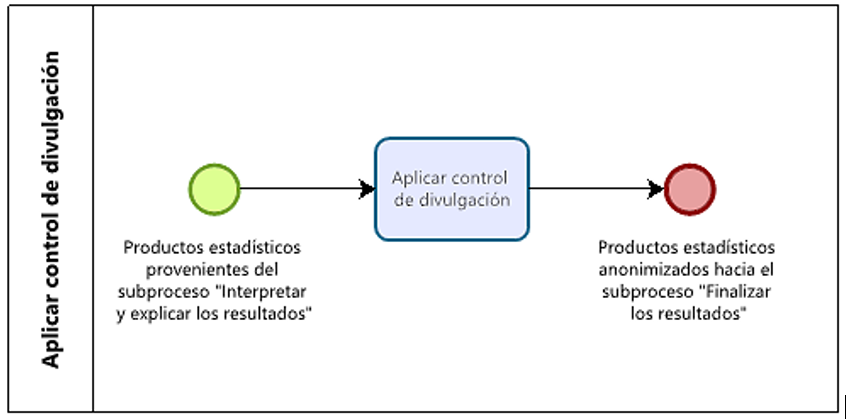 Aplicar control de divulgación
Productos estadísticos
provenientes del
subproceso "Interpretar
y explicar los resultados"
Aplicar control
de divulgación
Productos estadísticos
anonimizados hacia el
subproceso "Finalizar
los resultados"